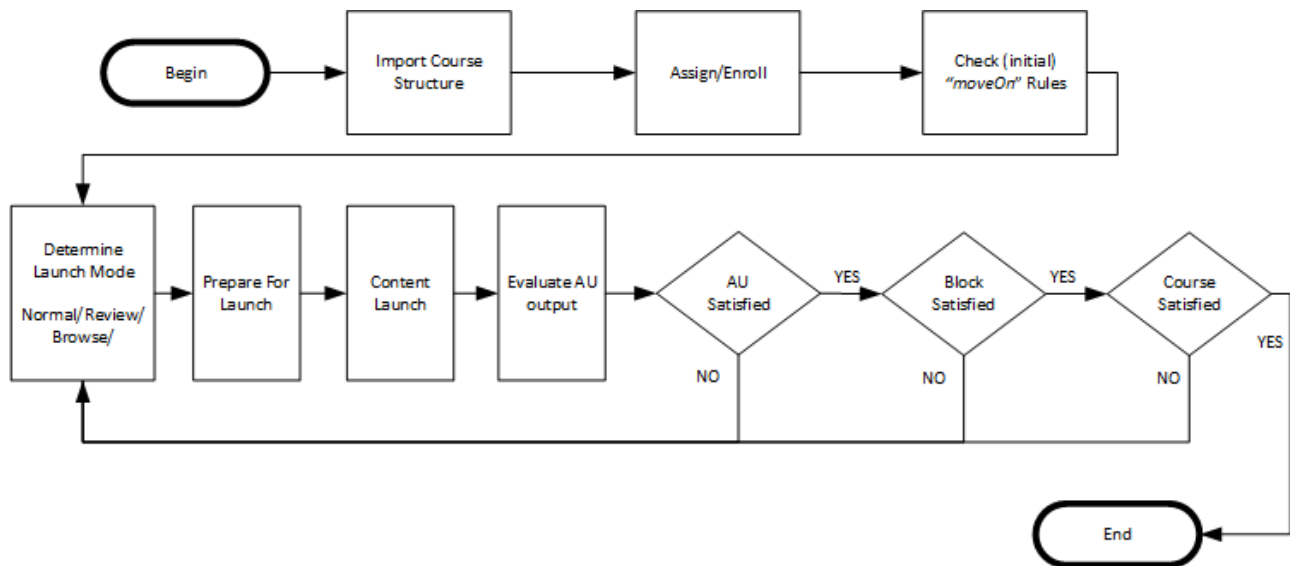 Begin
Import Course
Structure
Assign/Enroll
Check (initial)
“moveOn” Rules
Determine
Launch Mode
Normal/Review/
Browse/
Prepare For
Launch
Content
Launch
Evaluate AU
output
AU
Satisfied
YES
Block
Satisfied
YES
Course
Satisfied
YES
NO
NO
NO
End